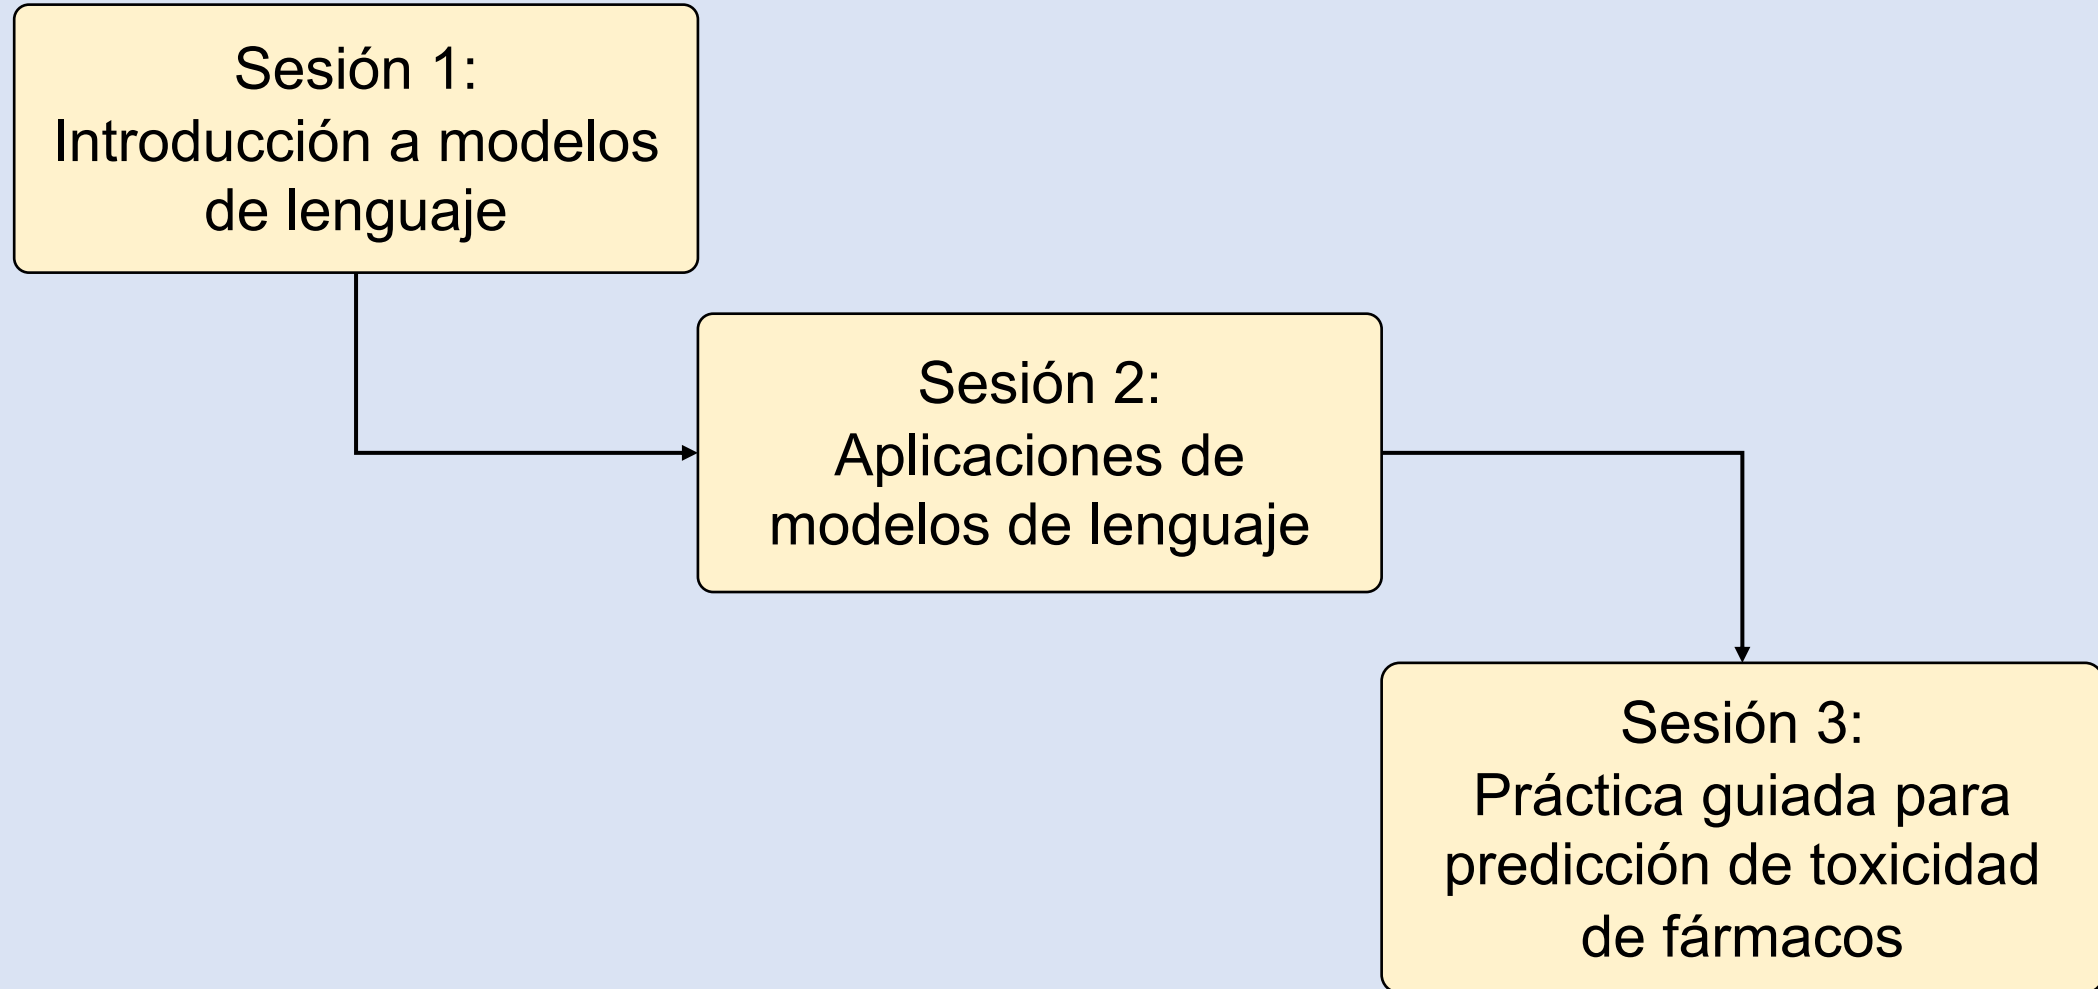 Sesión 1:
Introducción a modelos
de lenguaje
Sesión 2:
Aplicaciones de
modelos de lenguaje
Sesión 3:
Práctica guiada para
predicción de toxicidad
de fármacos